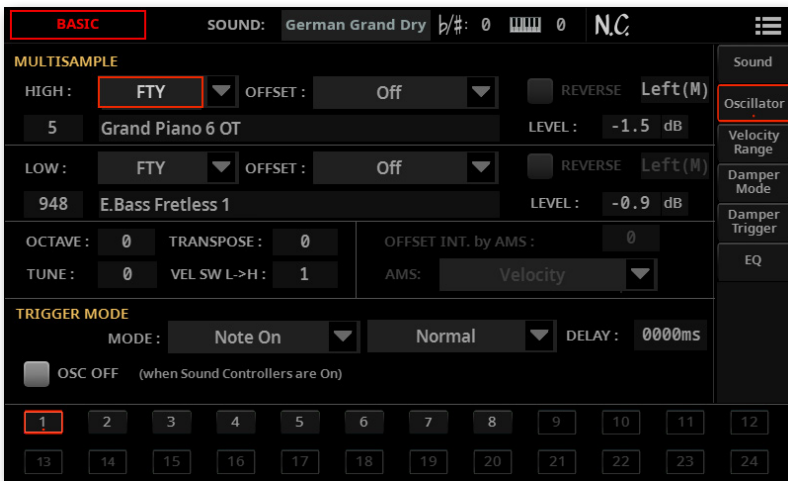 BASIC SOUND: German Grand Dry ♭/#: 0 0 N.C.
MULTISAMPLE Sound
HIGH : FTY OFFSET : Off REVERSE Left(M)
Oscillator
5 Grand Piano 6 OT LEVEL : -1.5 dB
Velocity
Range
LOW : FTY OFFSET : Off REVERSE Left(M)
Damper
Mode
948 E.Bass Fretless 1 LEVEL : -0.9 dB
Damper
Trigger
OCTAVE : 0 TRANSPOSE : 0 OFFSET INT. by AMS : 0
EQ
TUNE : 0 VEL SW L->H : 1 AMS: Velocity
TRIGGER MODE
MODE : Note On Normal DELAY : 0000ms
OSC OFF (when Sound Controllers are On)
1 2 3 4 5 6 7 8 9 10 11 12
13 14 15 16 17 18 19 20 21 22 23 24